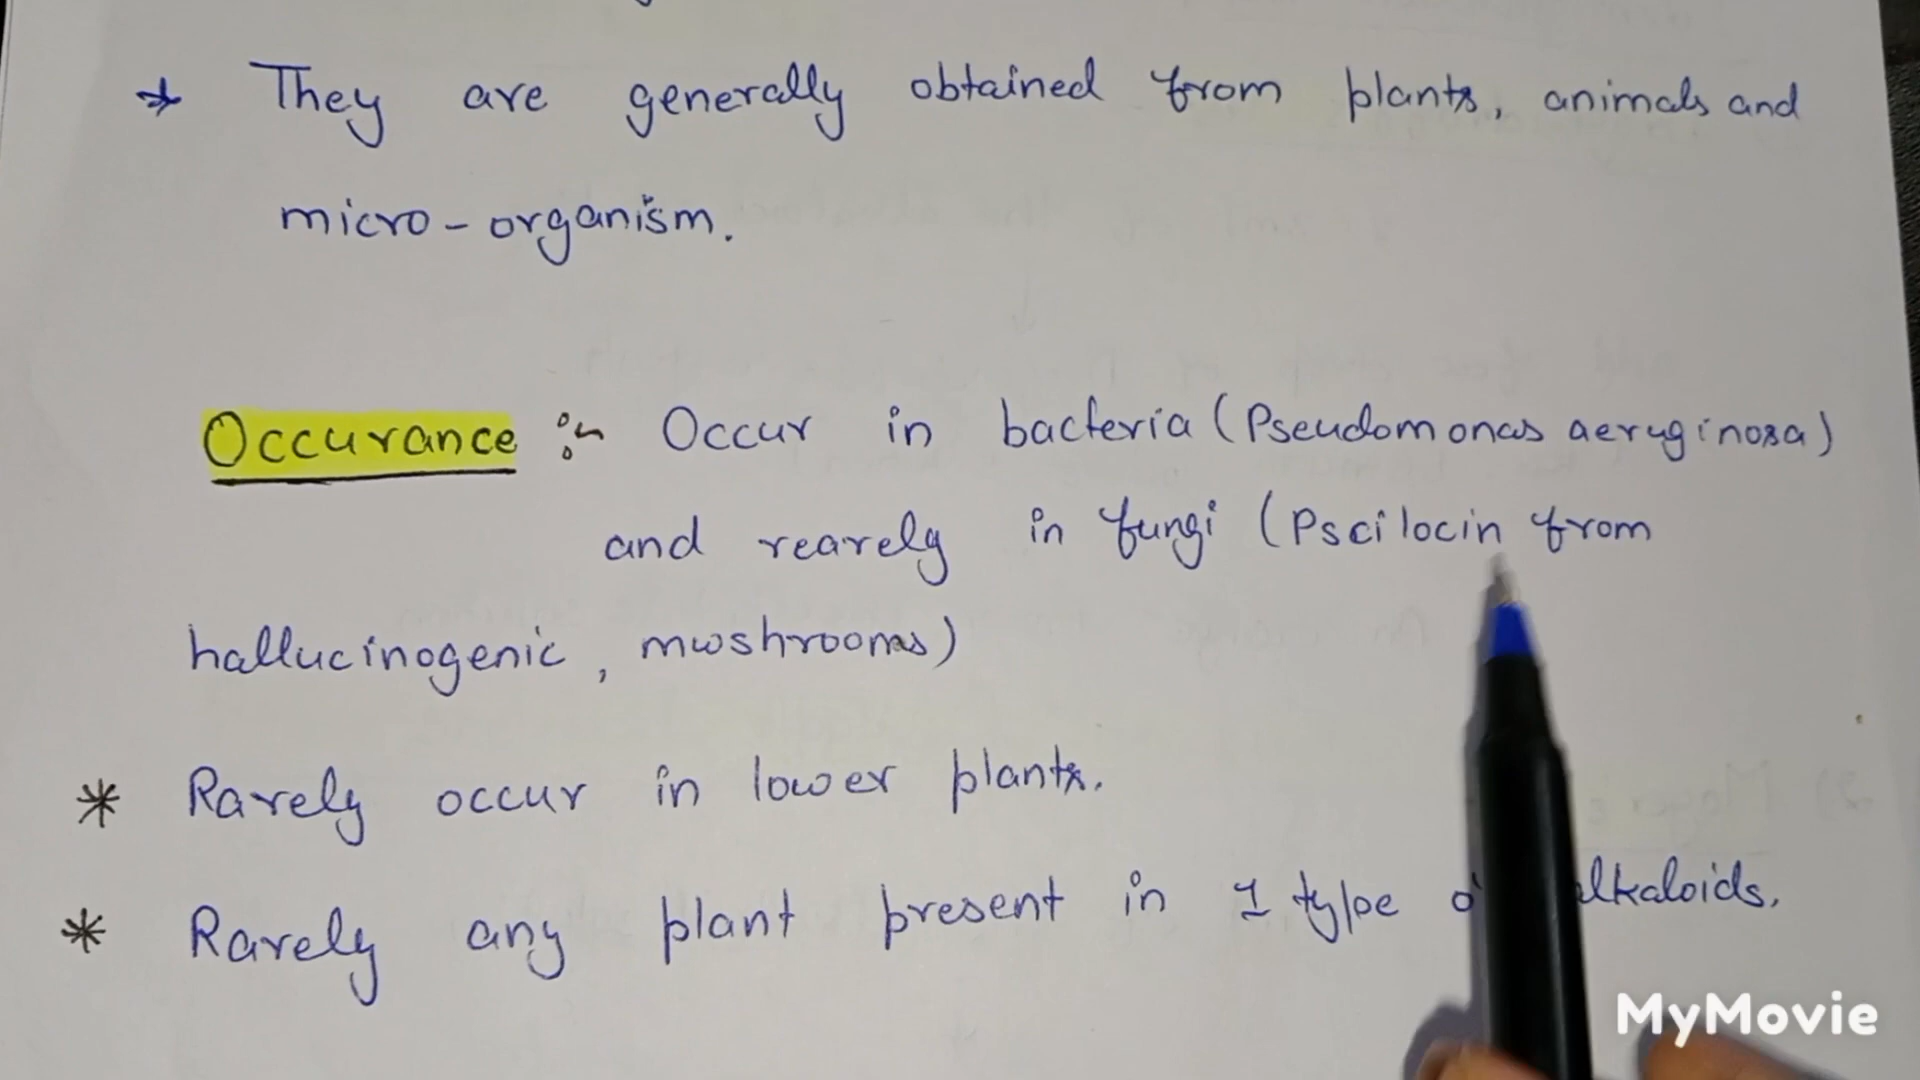 They are generally obtained from plants, animals and
micro-organism.
Occurance :- Occur in bacteria (Pseudomonas aeruginosa)
and rearely in fungi (Pscilocin from
hallucinogenic, mushrooms)
* Rarely occur in lower plants.
* Rarely any plant present in 1 type alkaloids.
MyMovie